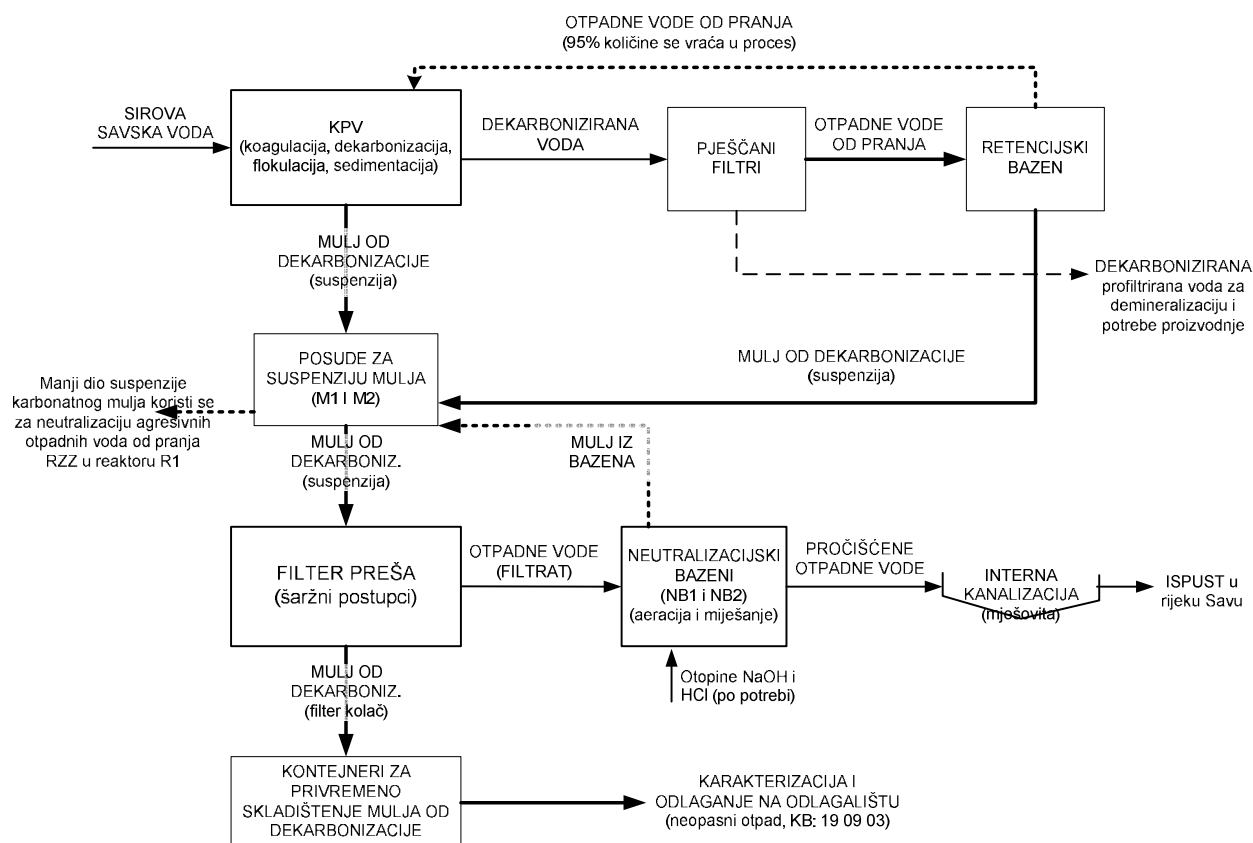 OTPADNE VODE OD PRANJA
(95% količine se vraća u proces)
SIROVA
SAVSKA VODA
KPV
(koagulacija, dekarbonizacija,
flokulacija, sedimentacija)
DEKARBONIZIRANA
VODA
PJEŠČANI
FILTRI
OTPADNE VODE
OD PRANJA
RETENCIJSKI
BAZEN
MULJ OD
DEKARBONIZACIJE
(suspenzija)
DEKARBONIZIRANA
profiltrirana voda za
demineralizaciju i
potrebe proizvodnje
POSUDE ZA
SUSPENZIJU MULJA
(M1 I M2)
MULJ OD DEKARBONIZACIJE
(suspenzija)
Manji dio suspenzije
karbonatnog mulja koristi se
za neutralizaciju agresivnih
otpadnih voda od pranja
RZZ u reaktoru R1
MULJ OD
DEKARBONIZ.
(suspenzija)
MULJ IZ
BAZENA
FILTER PREŠA
(šaržni postupci)
OTPADNE VODE
(FILTRAT)
NEUTRALIZACIJSKI
BAZENI
(NB1 i NB2)
(aeracija i miješanje)
PROČIŠĆENE
OTPADNE VODE
INTERNA
KANALIZACIJA
(mješovita)
ISPUST u
rijeku Savu
Otopine NaOH i
HCl (po potrebi)
MULJ OD
DEKARBONIZ.
(filter kolač)
KONTEJNERI ZA
PRIVREMENO
SKLADIŠTENJE MULJA OD
DEKARBONIZACIJE
KARAKTERIZACIJA I
ODLAGANJE NA ODLAGALIŠTU
(neopasni otpad, KB: 19 09 03)